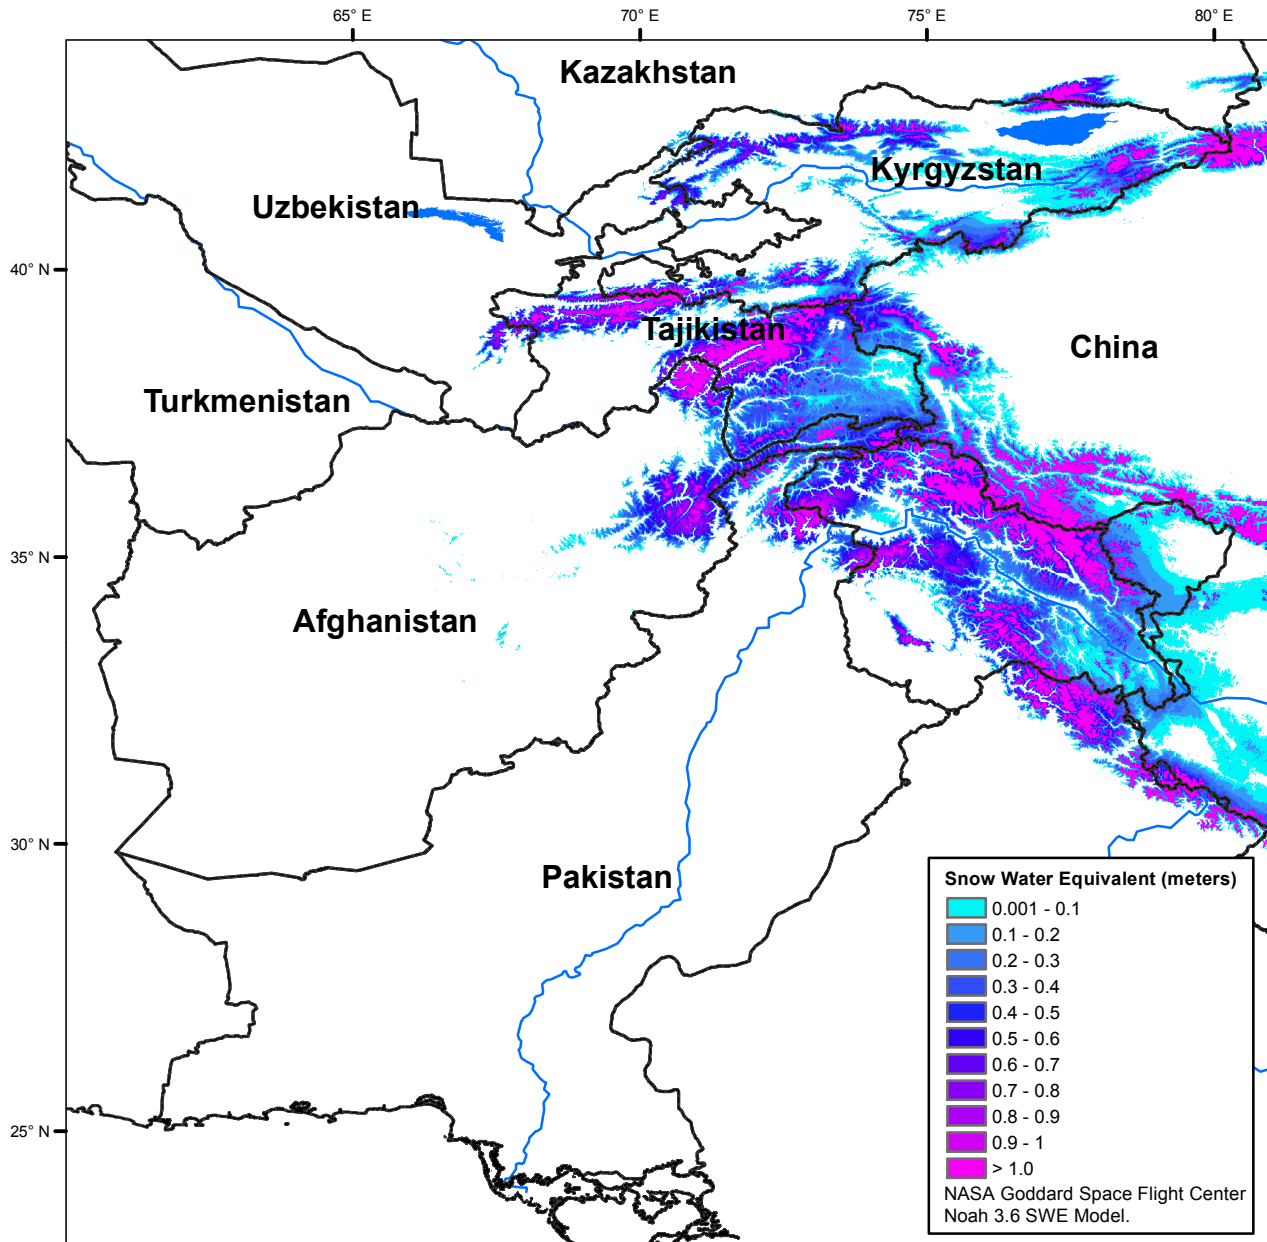 65° E
70° E
75° E
80° E
Kazakhstan
Kyrgyzstan
Uzbekistan
40° N
Tajikistan
China
Turkmenistan
35° N
Afghanistan
30° N
Pakistan
25° N
Snow Water Equivalent (meters)
0.001 - 0.1
0.1 - 0.2
0.2 - 0.3
0.3 - 0.4
0.4 - 0.5
0.5 - 0.6
0.6 - 0.7
0.7 - 0.8
0.8 - 0.9
0.9 - 1
> 1.0
NASA Goddard Space Flight Center
Noah 3.6 SWE Model.